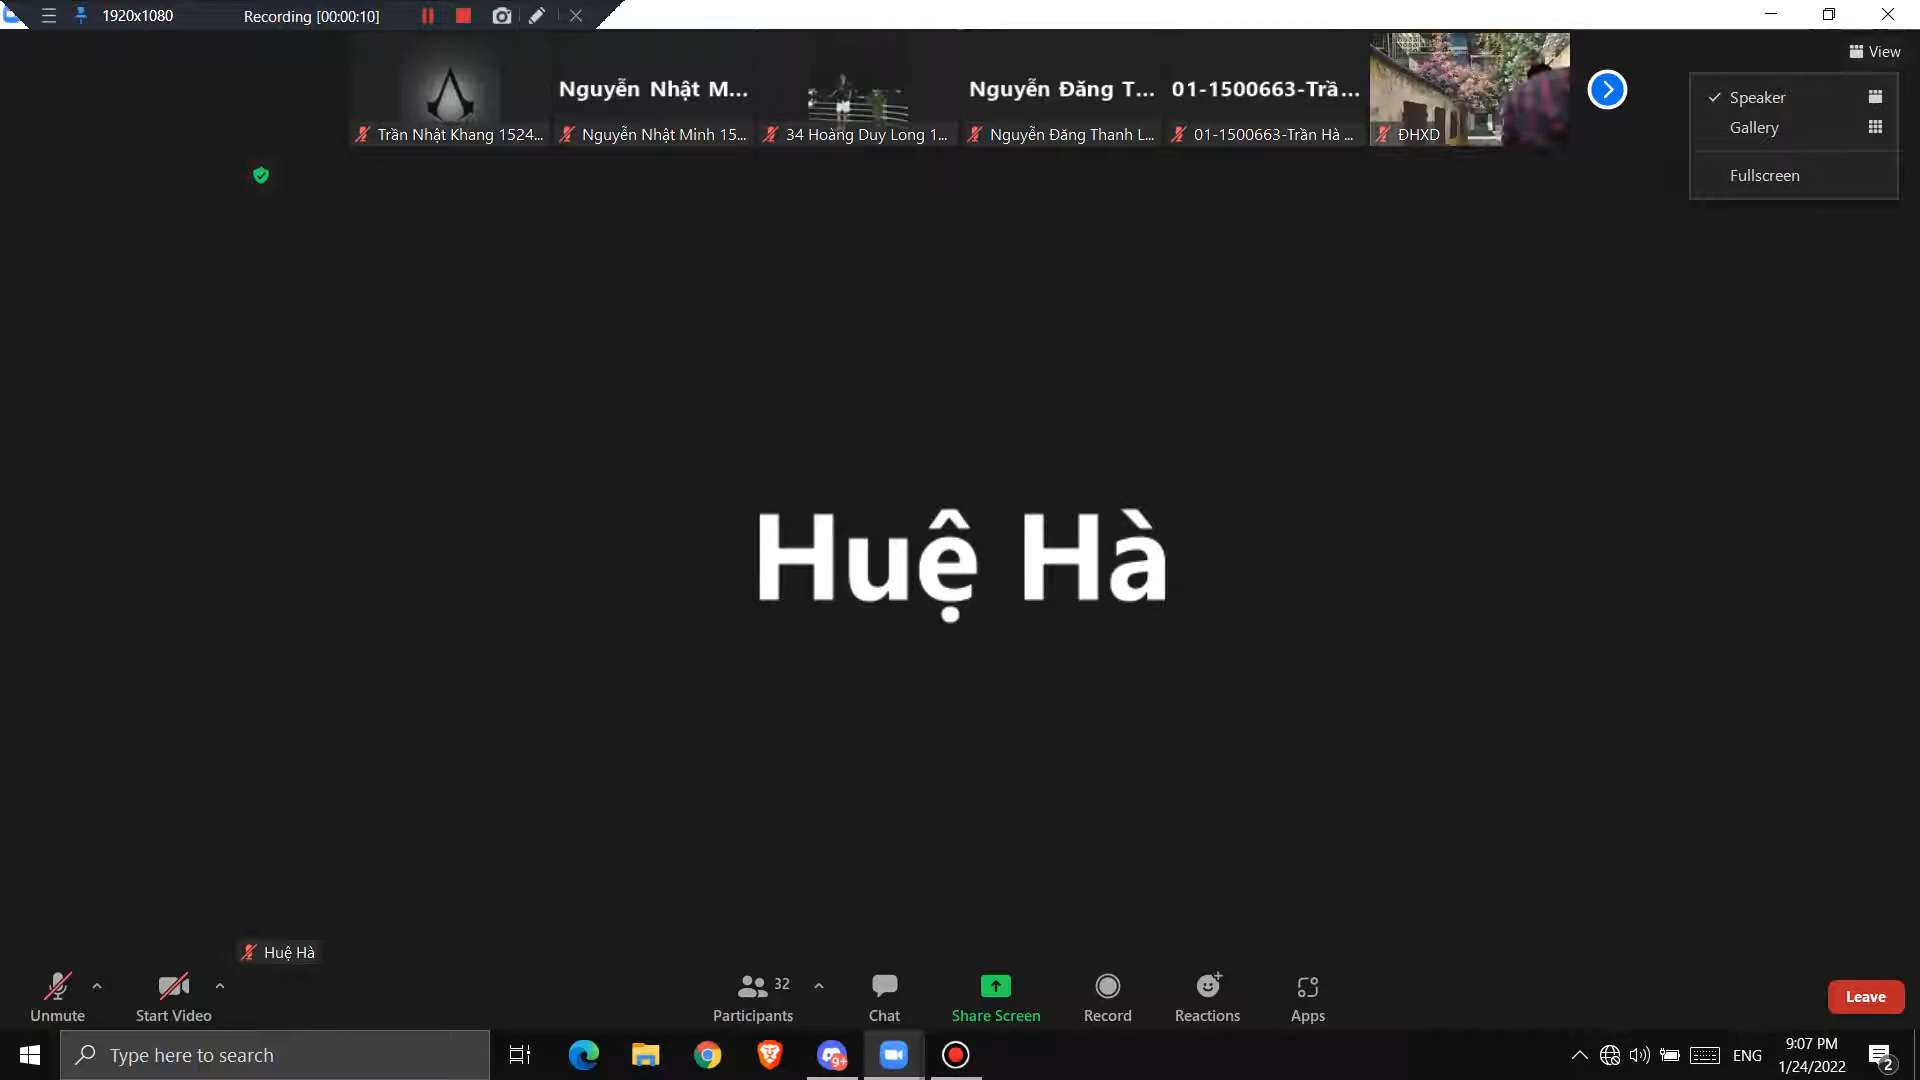 1920x1080
Recording [00:00:10]
View
Nguyễn Nhật M...
Nguyễn Đăng T...
01-1500663-Trầ...
Trần Nhật Khang 1524...
Nguyễn Nhật Minh 15...
34 Hoàng Duy Long 1...
Nguyễn Đăng Thanh L...
01-1500663-Trần Hà ...
ĐHXD
Speaker
Gallery
Fullscreen
Huệ Hà
Huệ Hà
32
Unmute
Start Video
Participants
Chat
Share Screen
Record
Reactions
Apps
Leave
Type here to search
9+
ENG
9:07 PM
1/24/2022
2